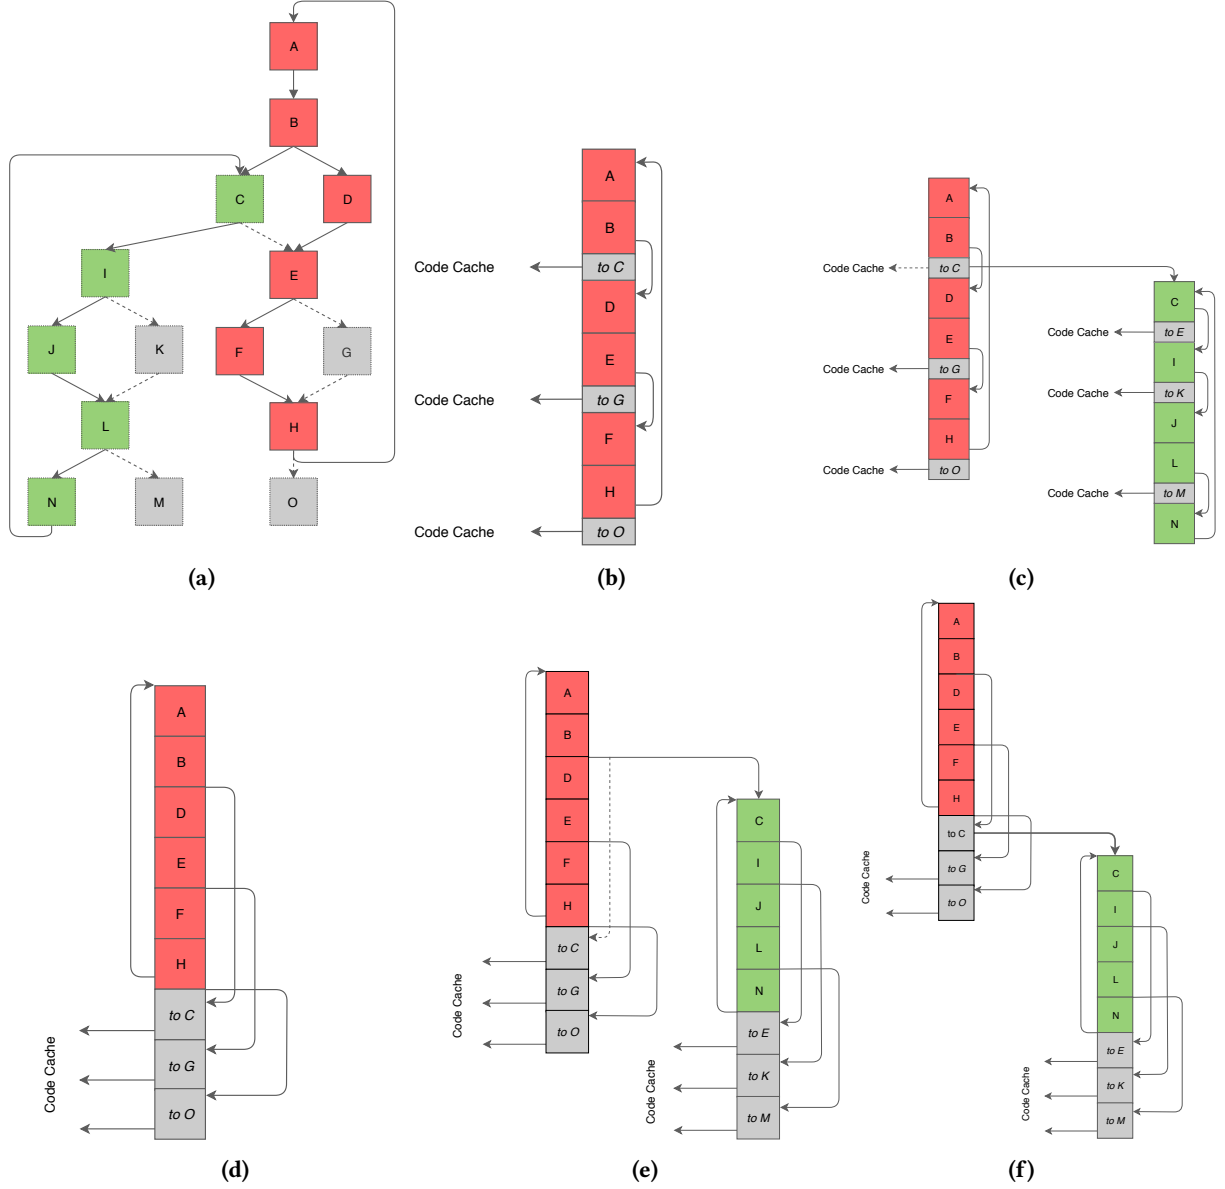 A
B
C
D
I
E
J
K
F
G
L
H
N
M
O
(a)
A
B
Code Cache
to C
D
E
Code Cache
to G
F
H
Code Cache
to O
(b)
A
B
Code Cache
to C
D
E
Code Cache
to G
F
H
Code Cache
to O
C
Code Cache
to E
I
Code Cache
to K
J
L
Code Cache
to M
N
(c)
A
B
D
E
F
H
to C
to G
to O
Code Cache
(d)
A
B
D
E
F
H
to C
to G
to O
Code Cache
C
I
J
L
N
to E
to K
to M
Code Cache
(e)
A
B
D
E
F
H
to C
to G
to O
Code Cache
C
I
J
L
N
to E
to K
to M
Code Cache
(f)